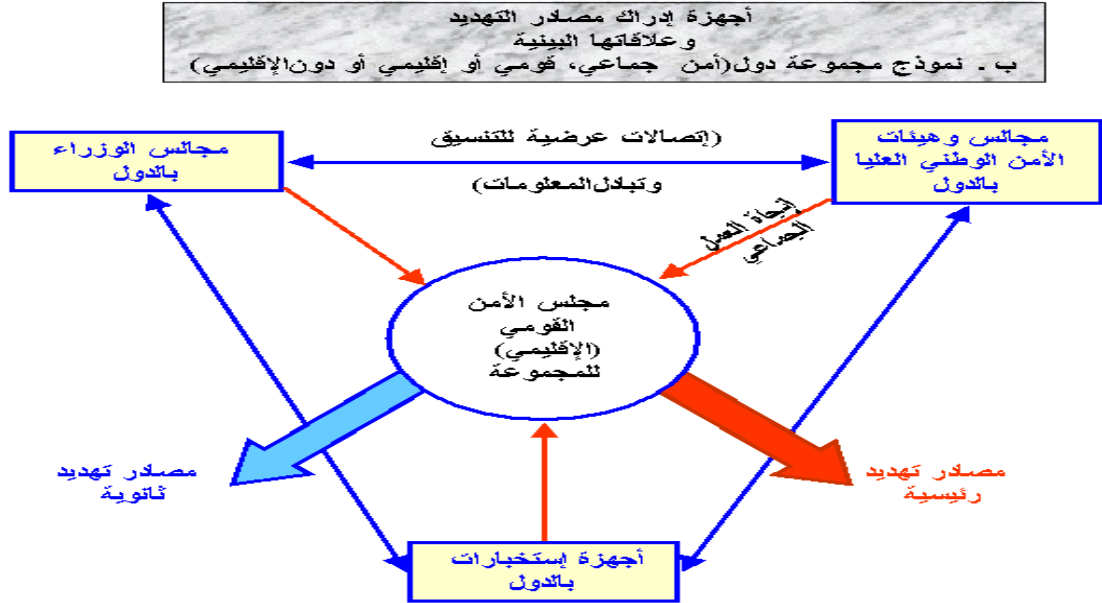 أجهزة إدراك مصادر التهديد
وعلاقاتها البينية
ب ـ نموذج مجموعة دول(أمن جماعي، قومي أو إقليمي أو دون الإقليمي)
مجالس وهيئات
الأمن الوطني العليا
بالدول
(إتصالات عرضية للتنسيق
وتبادل المعلومات)
مجالس الوزراء
بالدول
إتجاة العمل
الجماعي
مجلس الأمن
القومي
(الإقليمي)
للمجموعة
مصادر تهديد
رئيسية
مصادر تهديد
ثانوية
أجهزة إستخبارات
بالدول